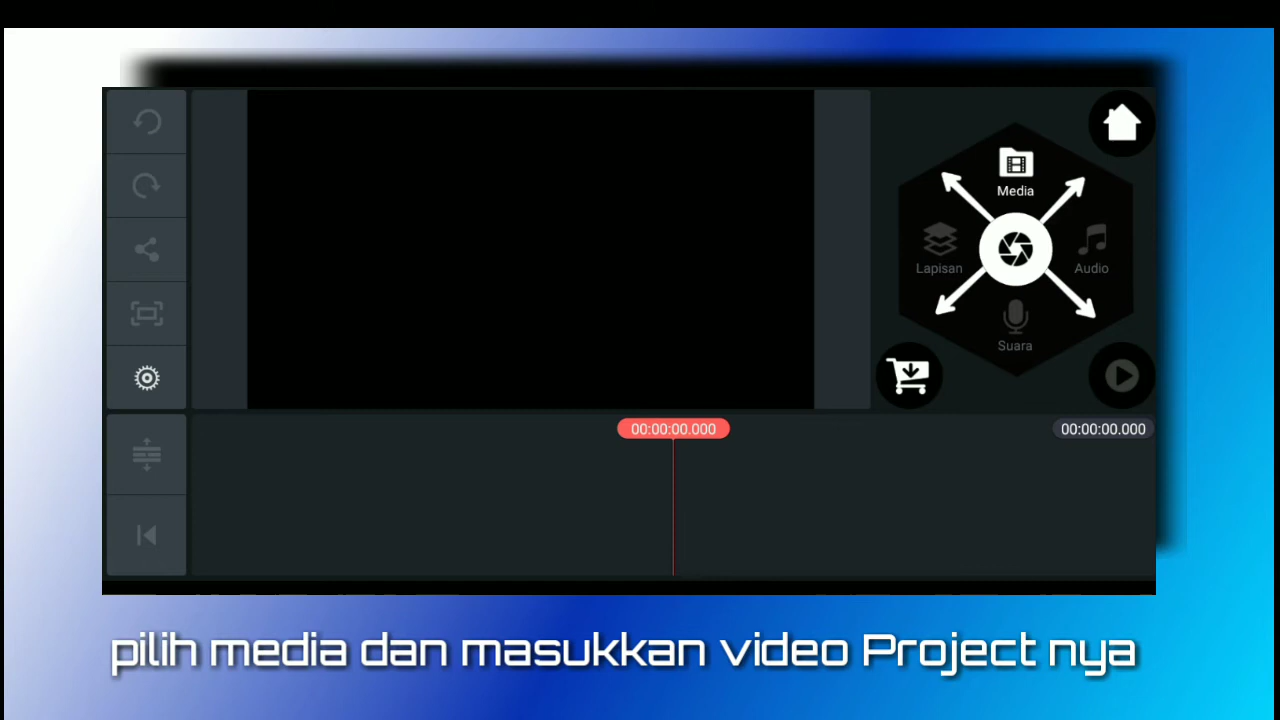 Media
Lapisan
Audio
Suara
00:00:00.000
00:00:00.000
pilih media dan masukkan video Project nya